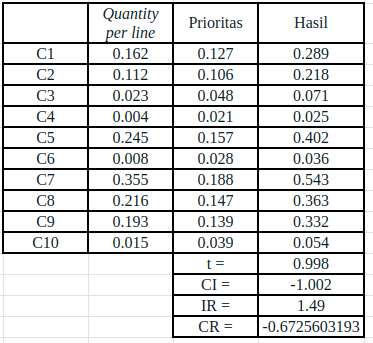 Quantity per line Prioritas Hasil
C1 0.162 0.127 0.289
C2 0.112 0.106 0.218
C3 0.023 0.048 0.071
C4 0.004 0.021 0.025
C5 0.245 0.157 0.402
C6 0.008 0.028 0.036
C7 0.355 0.188 0.543
C8 0.216 0.147 0.363
C9 0.193 0.139 0.332
C10 0.015 0.039 0.054
t = 0.998
CI = -1.002
IR = 1.49
CR = -0.6725603193